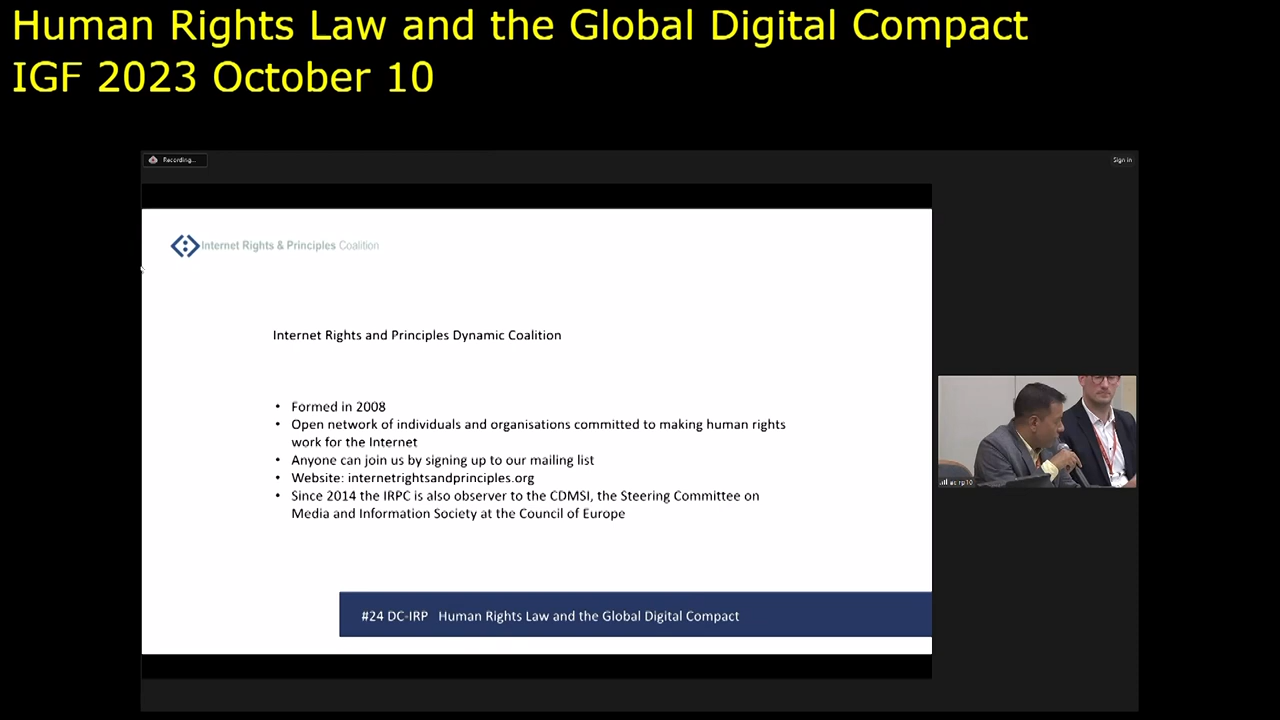 Human Rights Law and the Global Digital Compact
IGF 2023 October 10
Recording...
Sign in
Internet Rights & Principles Coalition
Internet Rights and Principles Dynamic Coalition
• Formed in 2008
• Open network of individuals and organisations committed to making human rights
work for the Internet
• Anyone can join us by signing up to our mailing list
• Website: internetrightsandprinciples.org
• Since 2014 the IRPC is also observer to the CDMSI, the Steering Committee on
Media and Information Society at the Council of Europe
#24 DC-IRP Human Rights Law and the Global Digital Compact